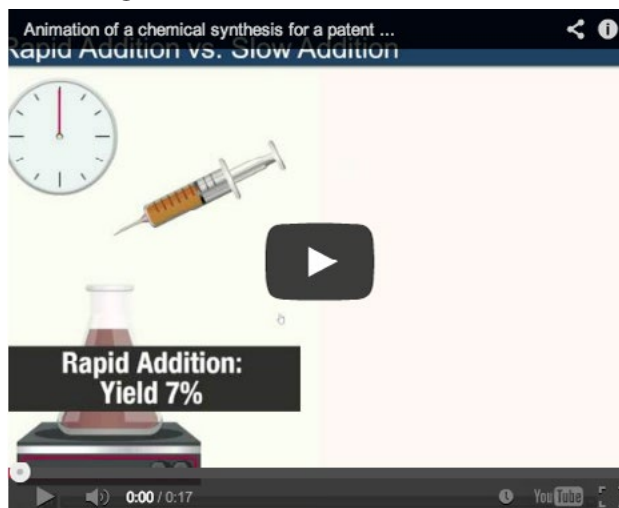 Animation of a chemical synthesis for a patent ...
Rapid Addition vs. Slow Addition
Rapid Addition:
Yield 7%
0:00 / 0:17
YouTube